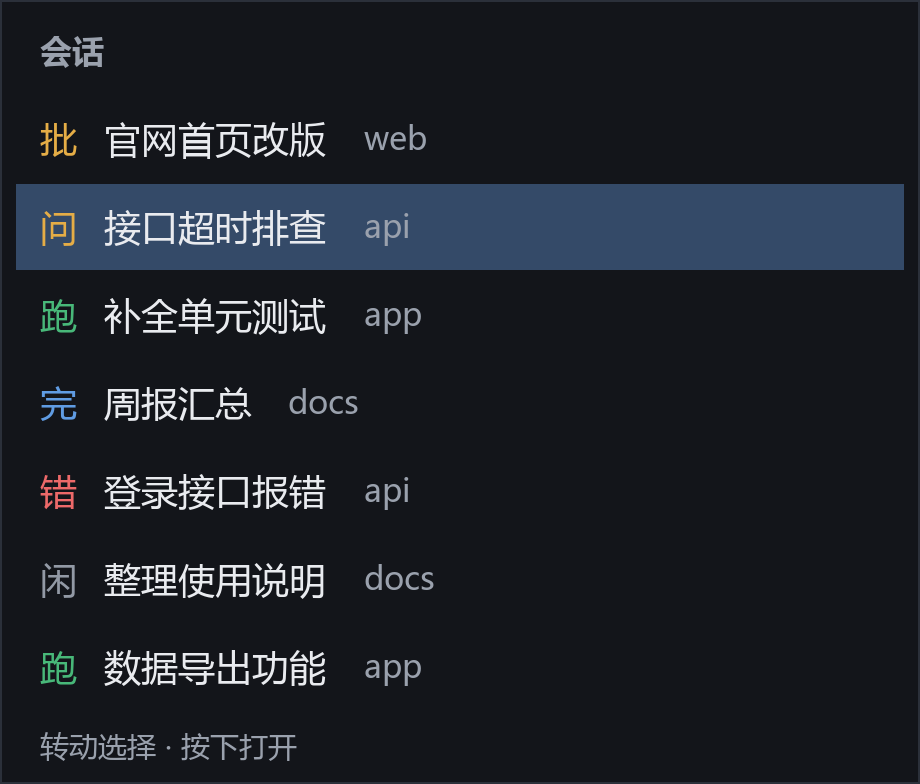 会话
批 官网首页改版 web
问 接口超时排查 api
跑 补全单元测试 app
完 周报汇总 docs
错 登录接口报错 api
闲 整理使用说明 docs
跑 数据导出功能 app
转动选择 · 按下打开